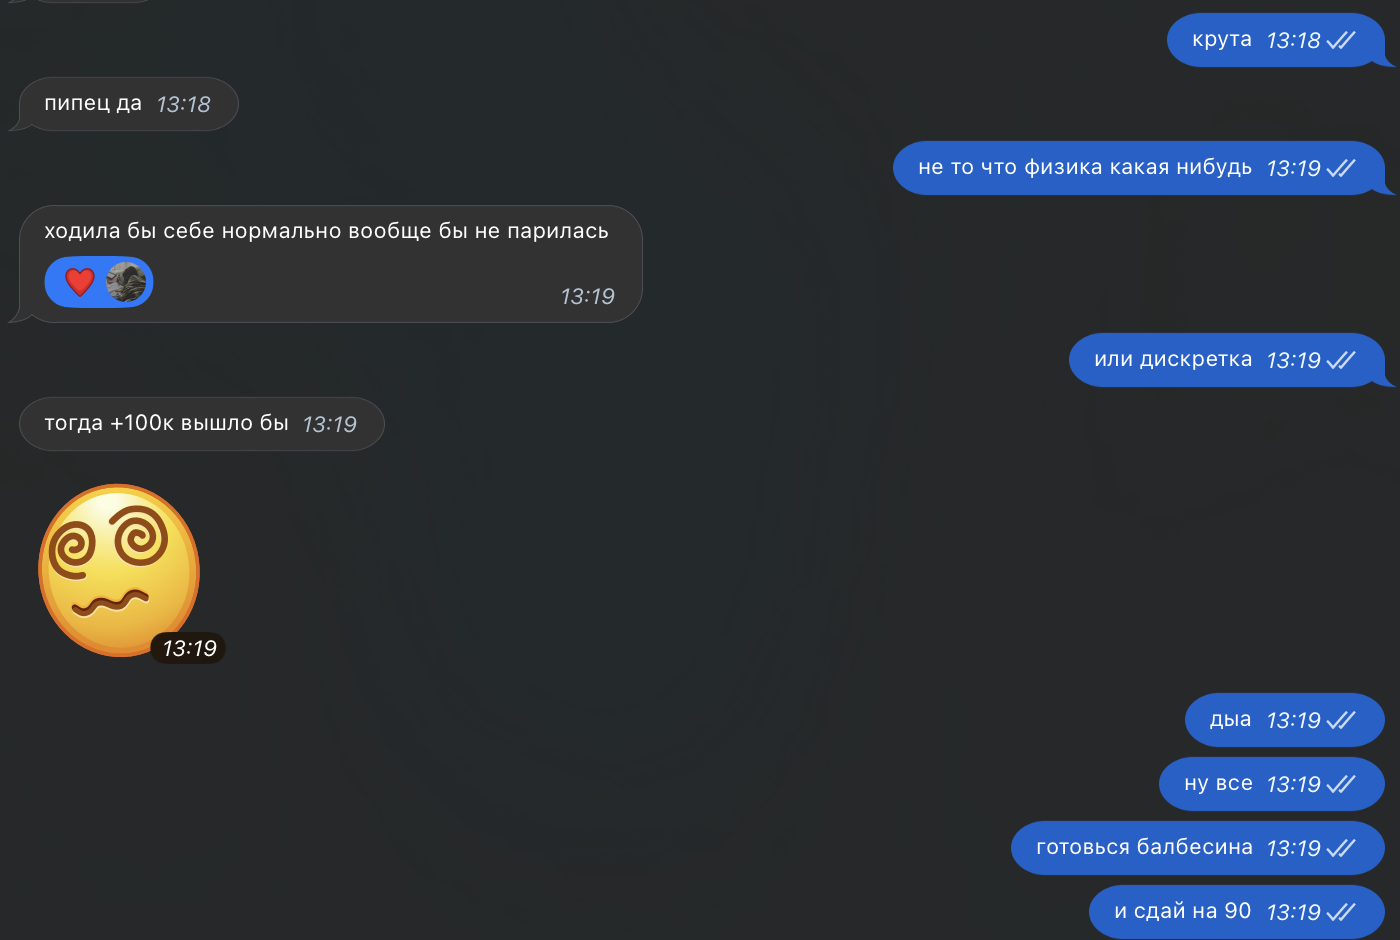 крута 13:18
пипец да 13:18
не то что физика какая нибудь 13:19
ходила бы себе нормально вообще бы не парилась
13:19
или дискретка 13:19
тогда +100к вышло бы 13:19
13:19
дыа 13:19
ну все 13:19
готовься балбесина 13:19
и сдай на 90 13:19